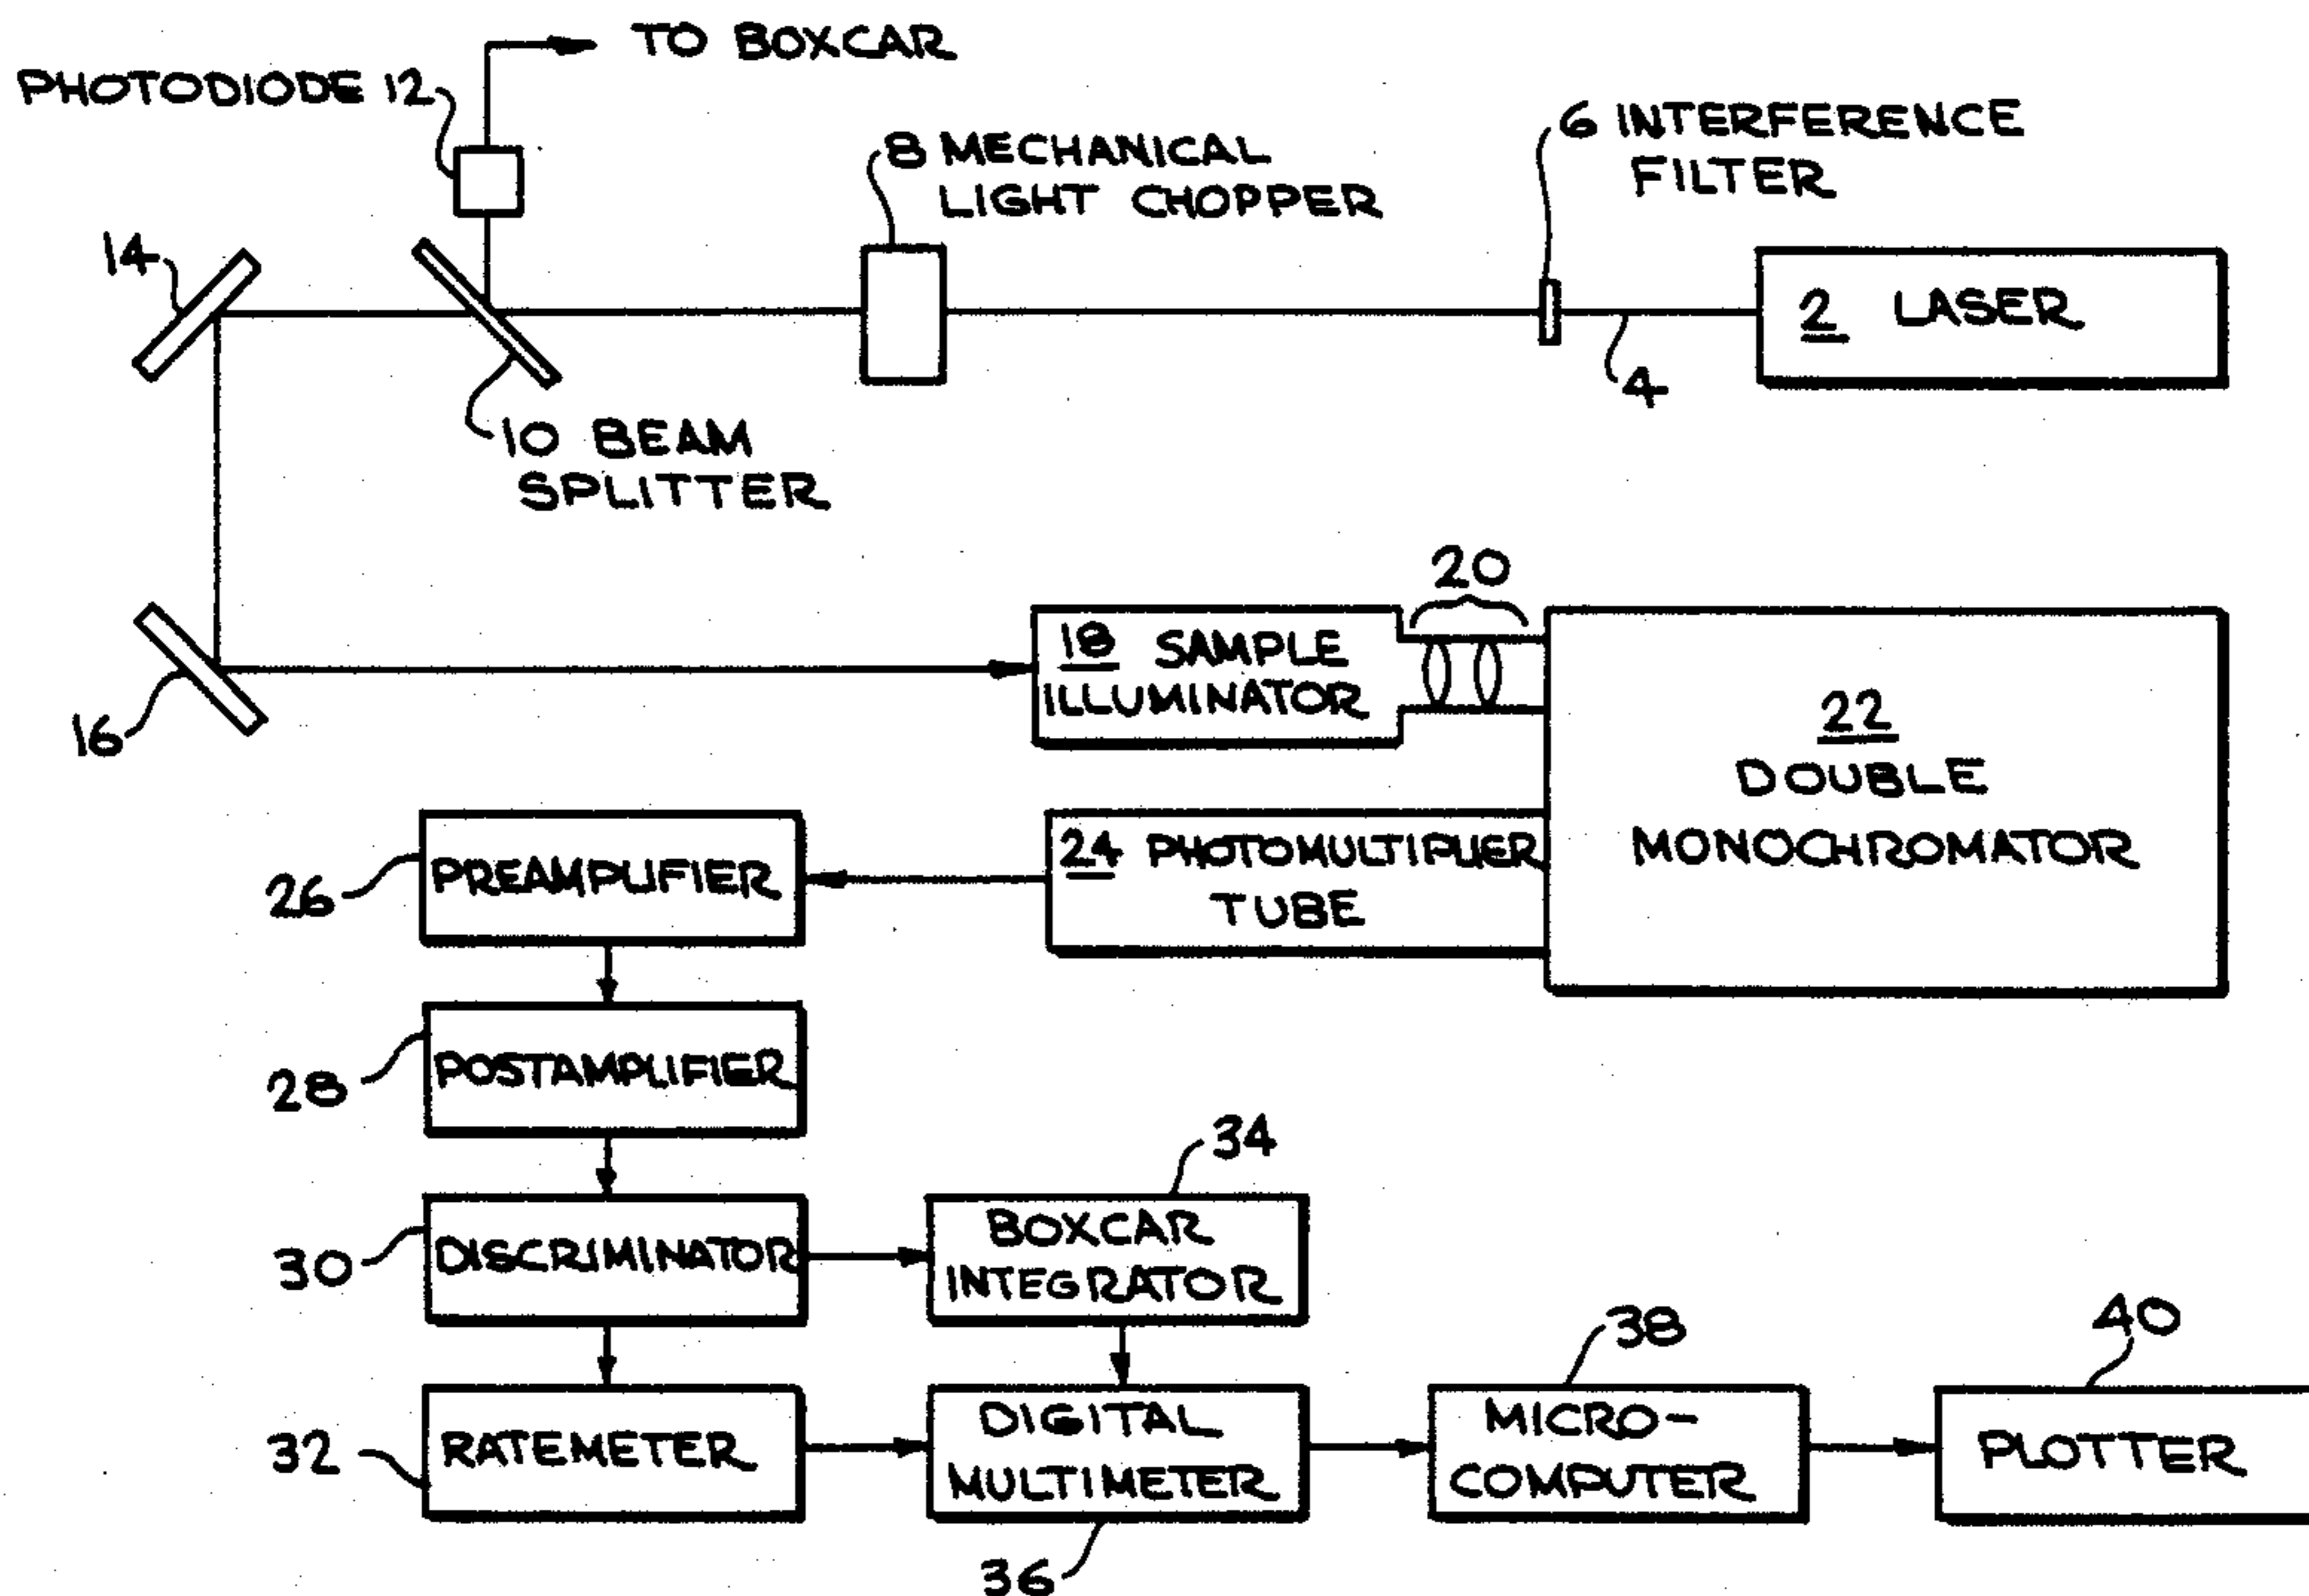 TO BOXCAR
PHOTODIODE 12
8 MECHANICAL
LIGHT CHOPPER
6 INTERFERENCE
FILTER
14
2 LASER
4
10 BEAM
SPLITTER
20
18 SAMPLE
ILLUMINATOR
16
22
DOUBLE
MONOCHROMATOR
24 PHOTOMULTIPLIER
TUBE
PREAMPLIFIER
26
POSTAMPLIFIER
28
34
DISCRIMINATOR
30
BOXCAR
INTEGRATOR
38
40
RATEMETER
32
DIGITAL
MULTIMETER
MICRO-
COMPUTER
PLOTTER
36